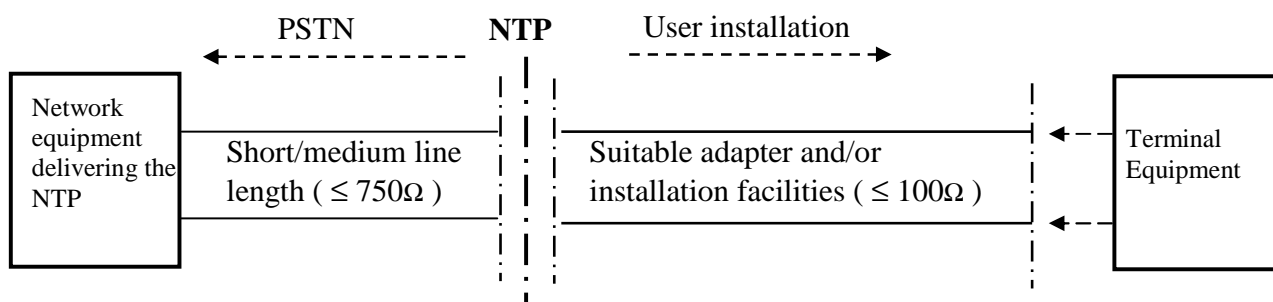 PSTN
NTP
User installation
Network
equipment
delivering the
NTP
Short/medium line
length ( ≤ 750Ω )
Suitable adapter and/or
installation facilities ( ≤ 100Ω )
Terminal
Equipment